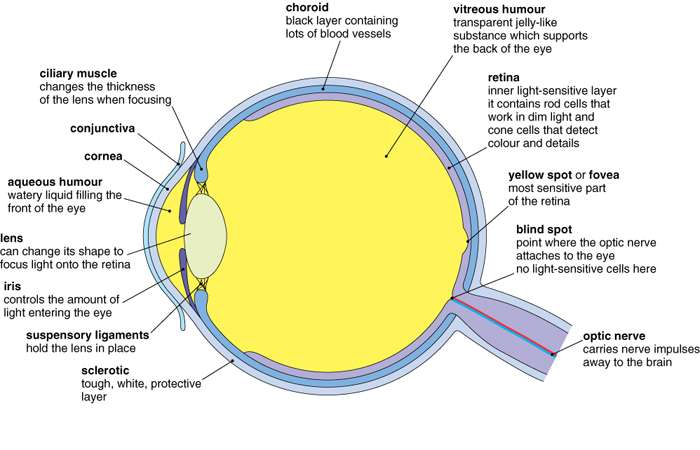 choroid
black layer containing
lots of blood vessels
vitreous humour
transparent jelly-like
substance which supports
the back of the eye
ciliary muscle
changes the thickness
of the lens when focusing
retina
inner light-sensitive layer
it contains rod cells that
work in dim light and
cone cells that detect
colour and details
conjunctiva
cornea
aqueous humour
watery liquid filling the
front of the eye
yellow spot or fovea
most sensitive part
of the retina
lens
can change its shape to
focus light onto the retina
blind spot
point where the optic nerve
attaches to the eye
no light-sensitive cells here
iris
controls the amount of
light entering the eye
suspensory ligaments
hold the lens in place
optic nerve
carries nerve impulses
away to the brain
sclerotic
tough, white, protective
layer